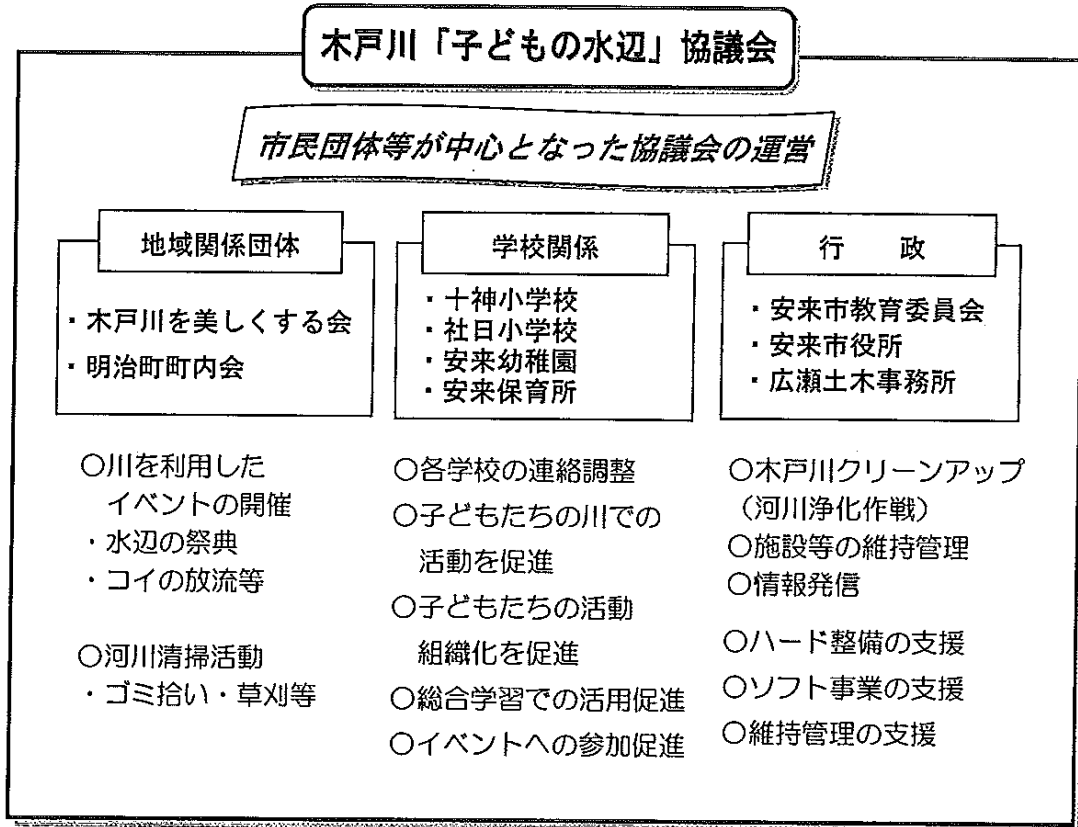 木戸川「子どもの水辺」協議会
市民団体等が中心となった協議会の運営
地域関係団体
・木戸川を美しくする会
・明治町町内会
○川を利用した
イベントの開催
・水辺の祭典
・コイの放流等
○河川清掃活動
・ゴミ拾い・草刈等
学校関係
・十神小学校
・社日小学校
・安来幼稚園
・安来保育所
○各学校の連絡調整
○子どもたちの川での
活動を促進
○子どもたちの活動
組織化を促進
○総合学習での活用促進
○イベントへの参加促進
行 政
・安来市教育委員会
・安来市役所
・広瀬土木事務所
○木戸川クリーンアップ
（河川浄化作戦）
○施設等の維持管理
○情報発信
○ハード整備の支援
○ソフト事業の支援
○維持管理の支援